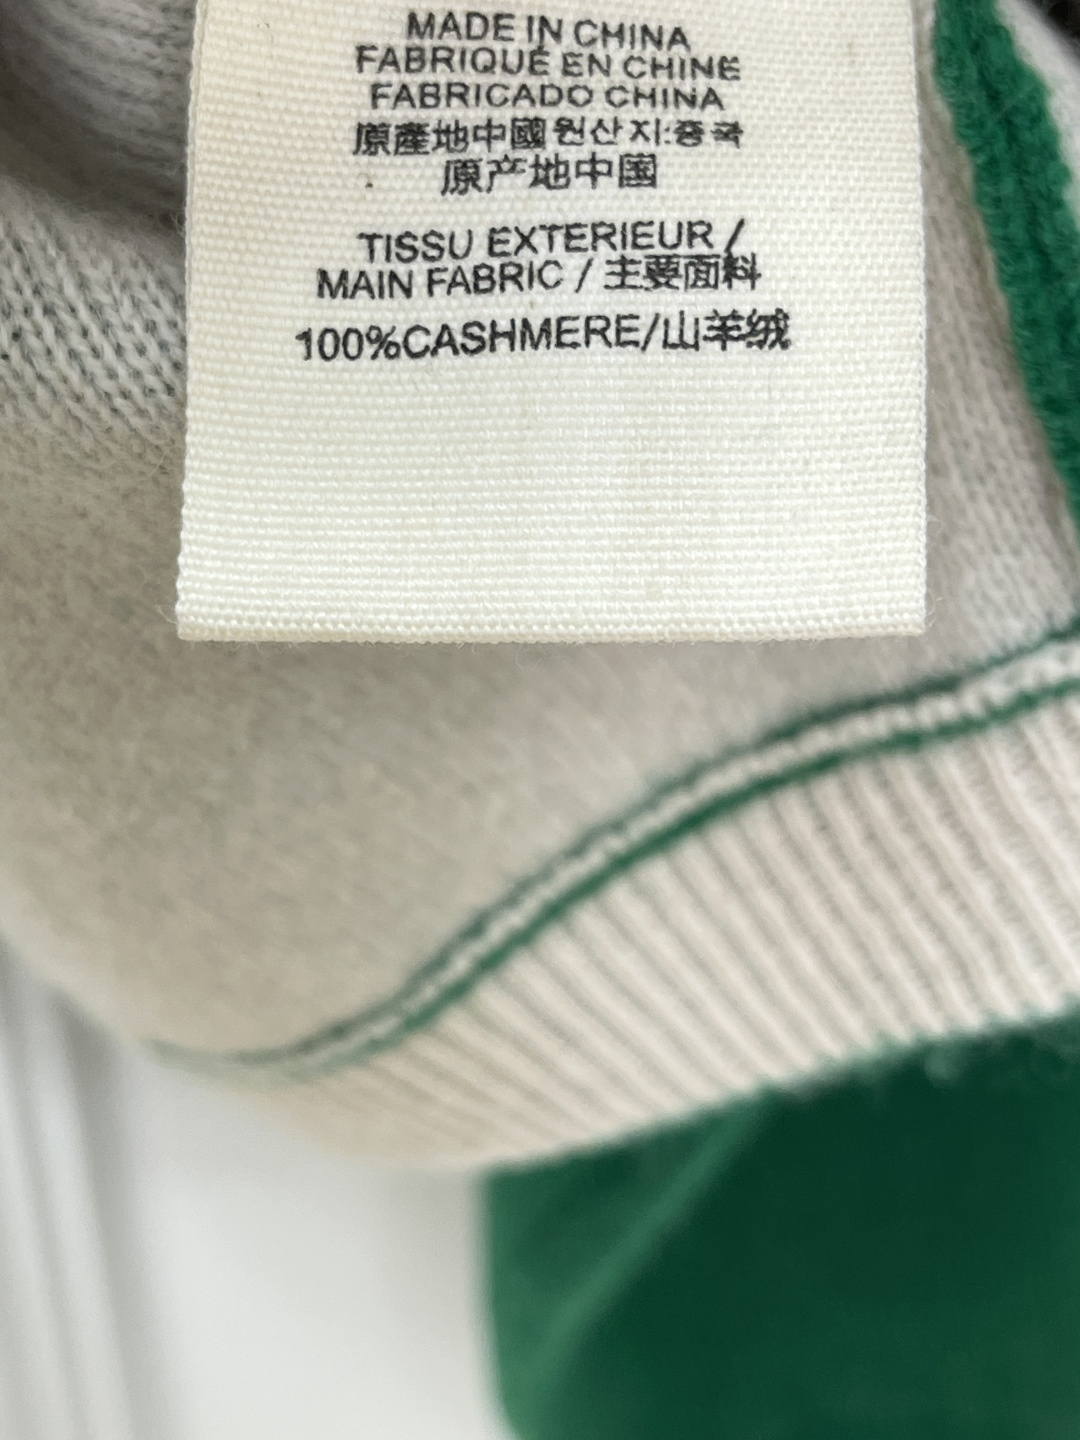 MADE IN CHINA
FABRIQUÉ EN CHINE
FABRICADO CHINA
原產地中國 원산지:중국
原产地中国
TISSU EXTERIEUR /
MAIN FABRIC / 主要面料
100%CASHMERE/山羊绒